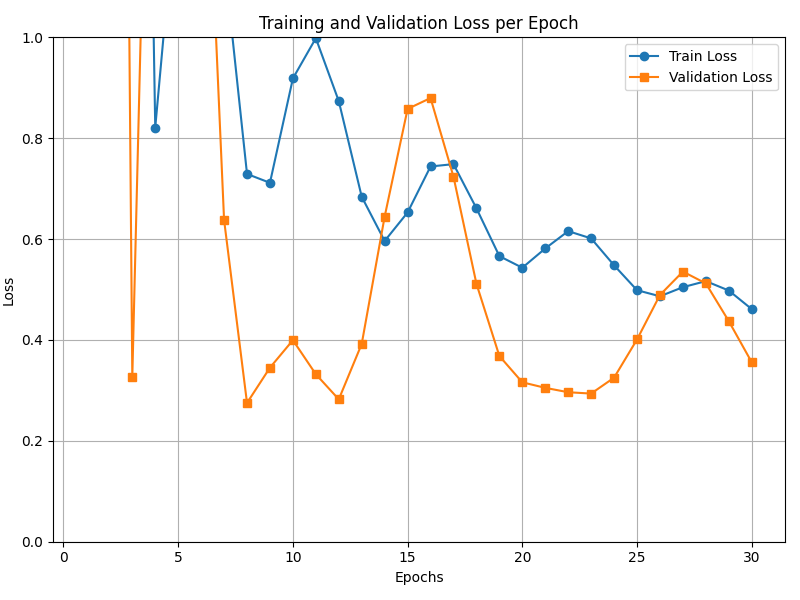 Training and Validation Loss per Epoch
Train Loss
Validation Loss
Loss
1.0
0.8
0.6
0.4
0.2
0.0
0 5 10 15 20 25 30
Epochs